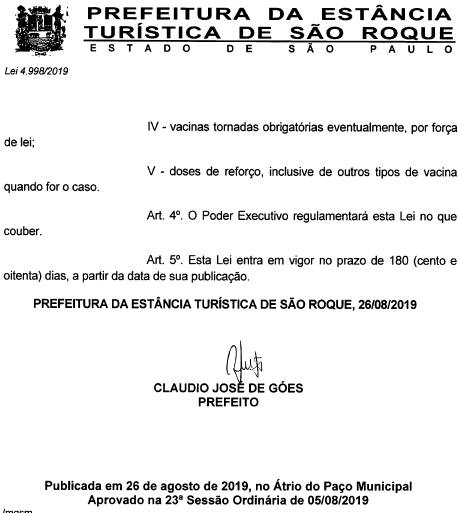 PREFEITURA DA ESTÂNCIA
TURÍSTICA DE SÃO ROQUE
ESTADO DE SÃO PAULO
Lei 4.998/2019
IV - vacinas tornadas obrigatórias eventualmente, por força
de lei;
V - doses de reforço, inclusive de outros tipos de vacina
quando for o caso.
Art. 4º. O Poder Executivo regulamentará esta Lei no que
couber.
Art. 5º. Esta Lei entra em vigor no prazo de 180 (cento e
oitenta) dias, a partir da data de sua publicação.
PREFEITURA DA ESTÂNCIA TURÍSTICA DE SÃO ROQUE, 26/08/2019
CLAUDIO JOSÉ DE GÓES
PREFEITO
Publicada em 26 de agosto de 2019, no Átrio do Paço Municipal
Aprovado na 23ª Sessão Ordinária de 05/08/2019